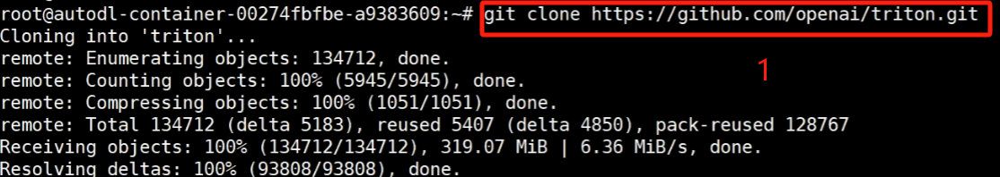 root@autodl-container-00274fbfbe-a9383609:~# git clone https://github.com/openai/triton.git
Cloning into 'triton'...
remote: Enumerating objects: 134712, done.
1
remote: Counting objects: 100% (5945/5945), done.
remote: Compressing objects: 100% (1051/1051), done.
remote: Total 134712 (delta 5183), reused 5407 (delta 4850), pack-reused 128767
Receiving objects: 100% (134712/134712), 319.07 MiB | 6.36 MiB/s, done.
Resolving deltas: 100% (93808/93808), done.